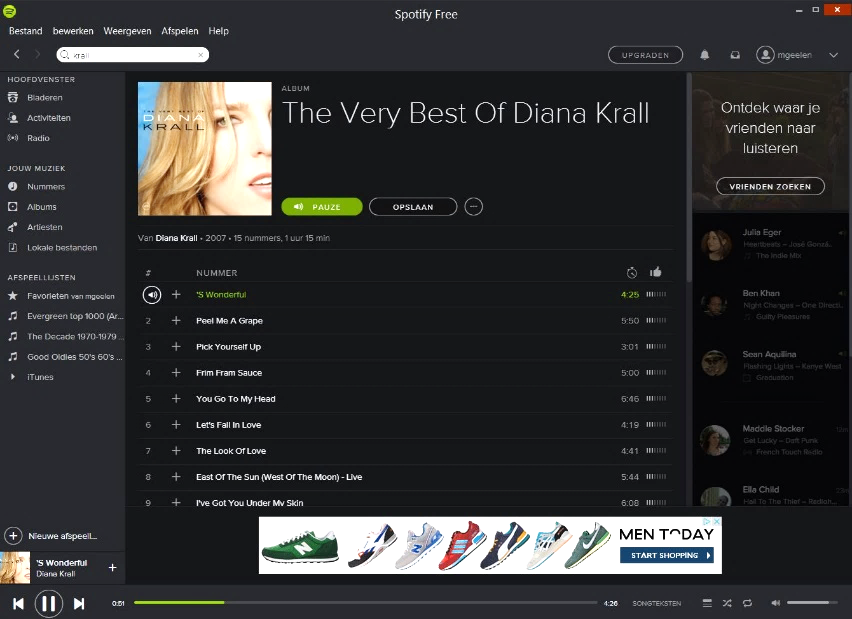 Spotify Free
Bestand bewerken Weergeven Afspelen Help
krall
UPGRADEN
mgeelen
HOOFDVENSTER
Bladeren
Activiteiten
Radio
JOUW MUZIEK
Nummers
Albums
Artiesten
Lokale bestanden
AFSPEELLIJSTEN
Favorieten van mgeelen
Evergreen top 1000 (Ar...
The Decade 1970-1979 ...
Good Oldies 50's 60's ...
iTunes
Nieuwe afspeell...
'S Wonderful
Diana Krall
THE VERY BEST OF
DIANA
KRALL
ALBUM
The Very Best Of Diana Krall
PAUZE
OPSLAAN
Van Diana Krall • 2007 • 15 nummers, 1 uur 15 min
# NUMMER
'S Wonderful 4:25
2 Peel Me A Grape 5:50
3 Pick Yourself Up 3:01
4 Frim Fram Sauce 5:00
5 You Go To My Head 6:46
6 Let's Fall In Love 4:19
7 The Look Of Love 4:41
8 East Of The Sun (West Of The Moon) - Live 5:44
9 I've Got You Under My Skin 6:08
Ontdek waar je
vrienden naar
luisteren
VRIENDEN ZOEKEN
Julia Eger
Heartbeats – José Gonzá..
The Indie Mix
Ben Khan
Night Changes – One Directi..
Guilty Pleasures
Sean Aquilina
Flashing Lights – Kanye West
Graduation
Maddie Stocker
Get Lucky – Daft Punk
French Touch Radio
Ella Child
Hail To The Thief – Radioh...
MEN TODAY
START SHOPPING
0:51
4:26
SONGTEKSTEN